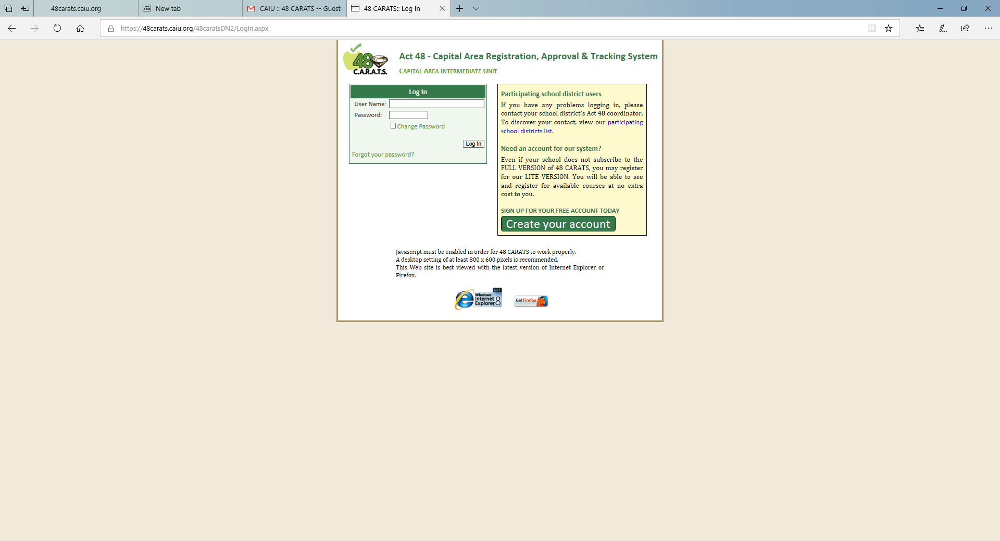 48carats.caiu.org
New tab
CAIU :: 48 CARATS -- Guest
48 CARATS:: Log In
https://48carats.caiu.org/48caratsDN2/LogIn.aspx
48
C.A.R.A.T.S.
Act 48 - Capital Area Registration, Approval & Tracking System
CAPITAL AREA INTERMEDIATE UNIT
Log In
User Name:
Password:
Change Password
Log In
Forgot your password?
Participating school district users
If you have any problems logging in, please
contact your school district's Act 48 coordinator.
To discover your contact, view our participating
school districts list.
Need an account for our system?
Even if your school does not subscribe to the
FULL VERSION of 48 CARATS, you may register
for our LITE VERSION. You will be able to see
and register for available courses at no extra
cost to you.
SIGN UP FOR YOUR FREE ACCOUNT TODAY
Create your account
Javascript must be enabled in order for 48 CARATS to work properly.
A desktop setting of at least 800 x 600 pixels is recommended.
This Web site is best viewed with the latest version of Internet Explorer or
Firefox.
GET
Windows
Internet
Explorer 8
GetFirefox